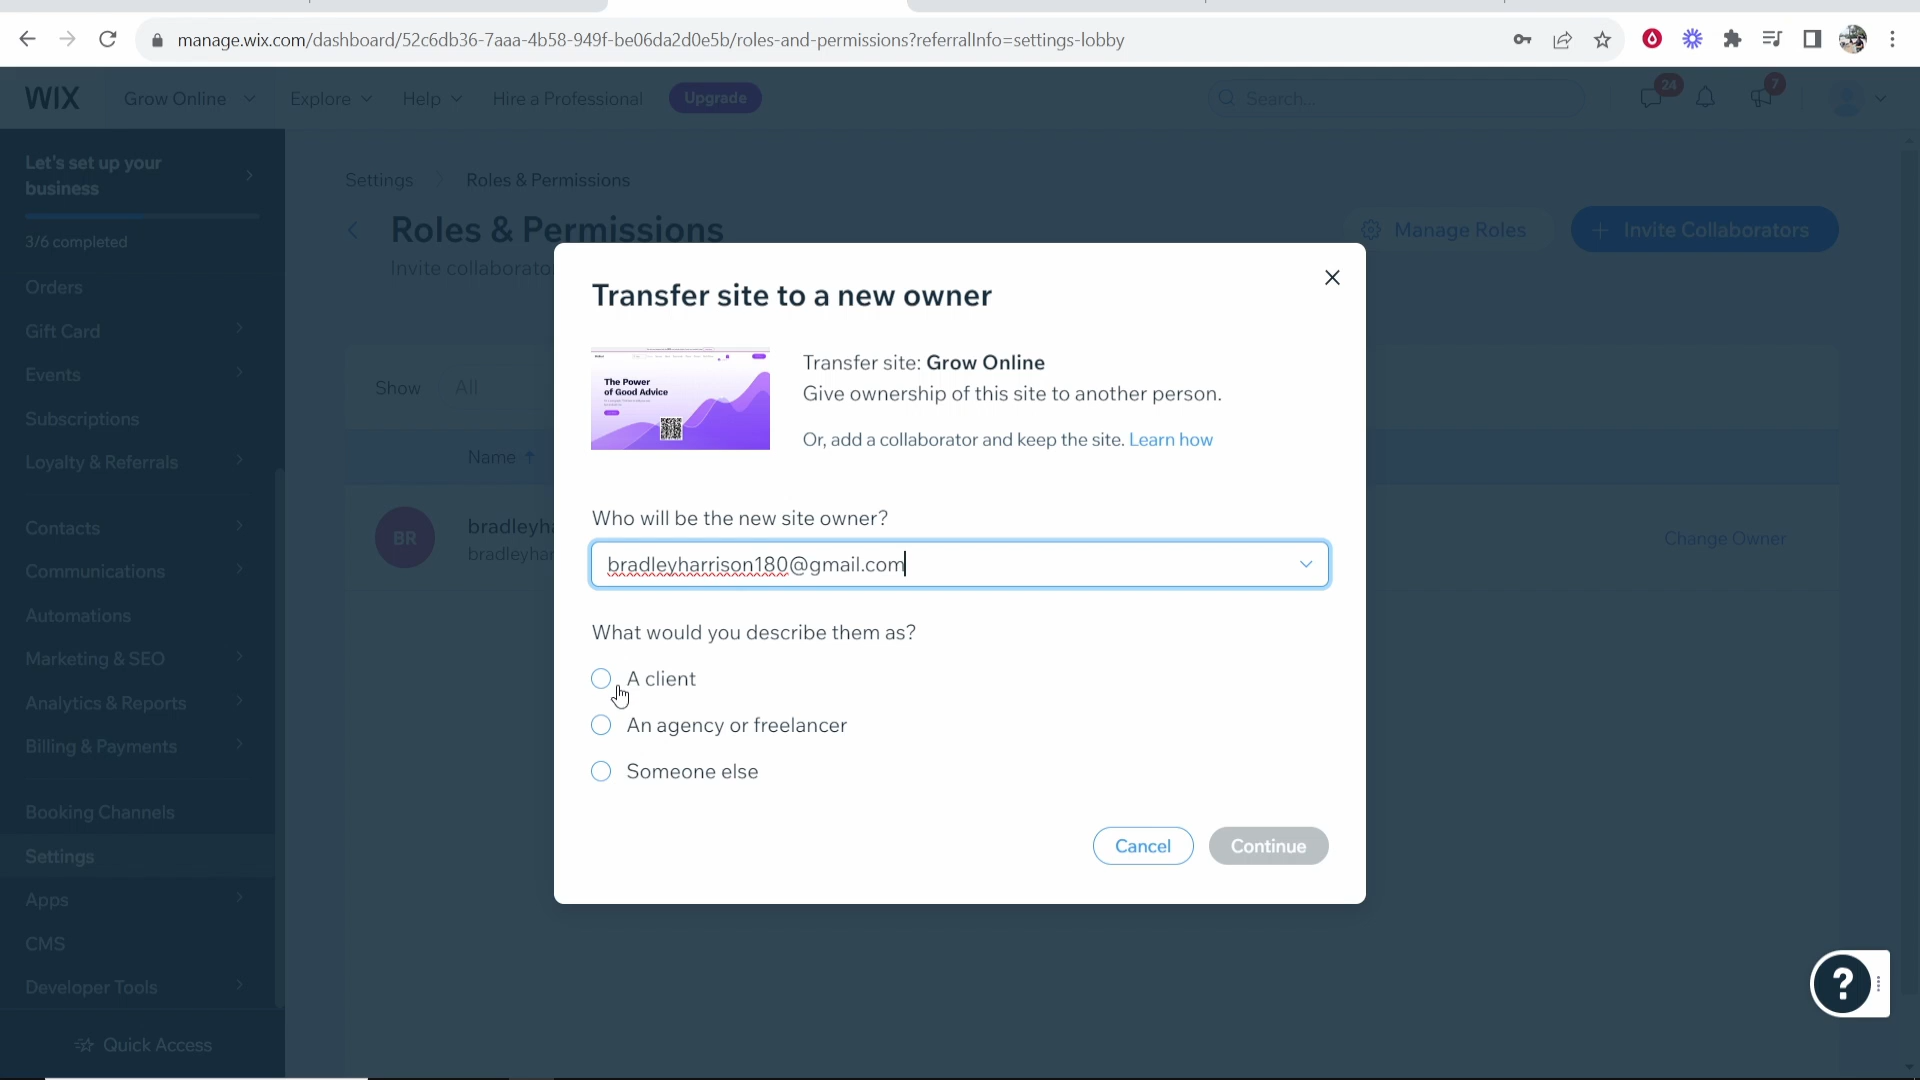 manage.wix.com/dashboard/52c6db36-7aaa-4b58-949f-be06da2d0e5b/roles-and-permissions?referralInfo=settings-lobby
WIX
Grow Online
Explore
Help
Hire a Professional
Upgrade
Search...
24
7
Let's set up your
business
3/6 completed
Orders
Gift Card
Events
Subscriptions
Loyalty & Referrals
Contacts
Communications
Automations
Marketing & SEO
Analytics & Reports
Billing & Payments
Booking Channels
Settings
Apps
CMS
Developer Tools
Quick Access
Settings
Roles & Permissions
Roles & Permissions
Manage Roles
+ Invite Collaborators
Invite collaborato
Show All
Name
BR
bradleyha
bradleyhar
Change Owner
Transfer site to a new owner
The Power
of Good Advice
Transfer site: Grow Online
Give ownership of this site to another person.
Or, add a collaborator and keep the site. Learn how
Who will be the new site owner?
bradleyharrison180@gmail.com
What would you describe them as?
A client
An agency or freelancer
Someone else
Cancel
Continue
?